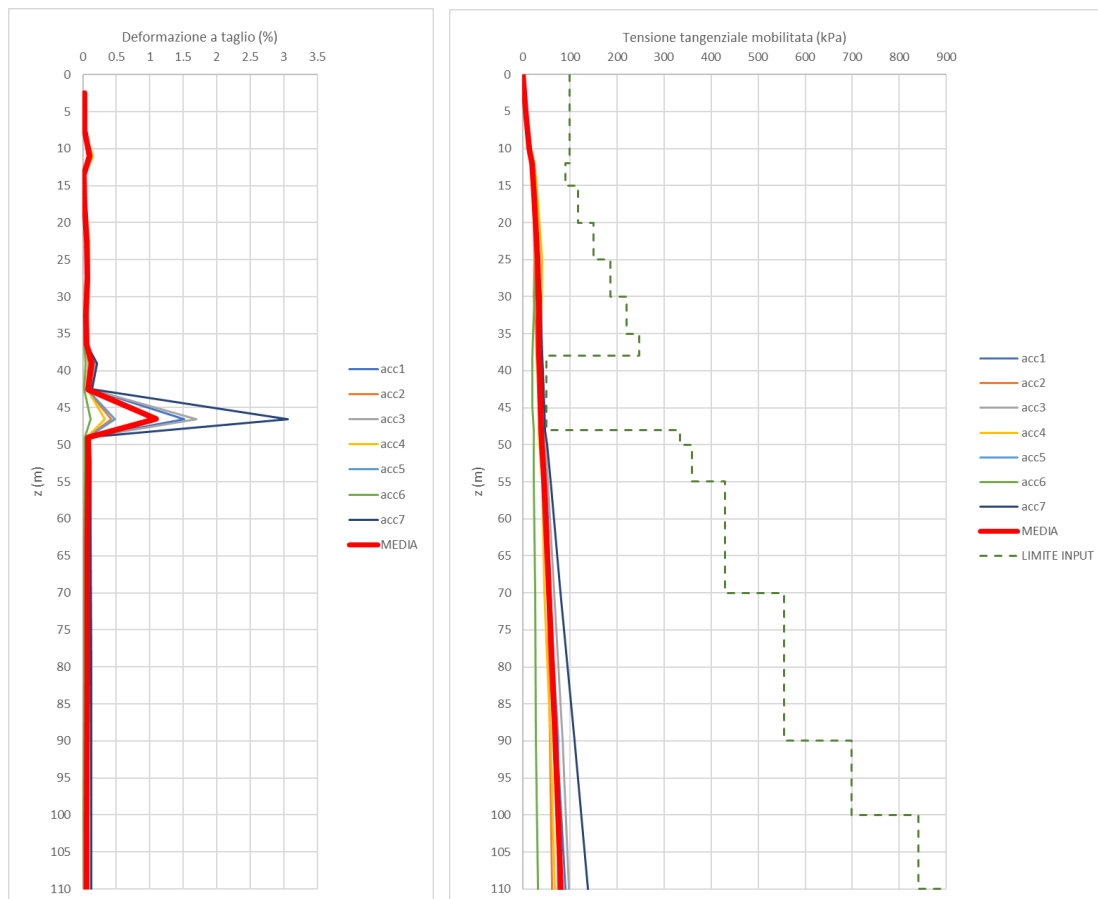 Deformazione a taglio (%)
0 0.5 1 1.5 2 2.5 3 3.5
0
5
10
15
20
25
30
35
40
45
50
55
60
65
70
75
80
85
90
95
100
105
110
z (m)
acc1
acc2
acc3
acc4
acc5
acc6
acc7
MEDIA
Tensione tangenziale mobilitata (kPa)
0 100 200 300 400 500 600 700 800 900
0
5
10
15
20
25
30
35
40
45
50
55
60
65
70
75
80
85
90
95
100
105
110
z (m)
acc1
acc2
acc3
acc4
acc5
acc6
acc7
MEDIA
LIMITE INPUT